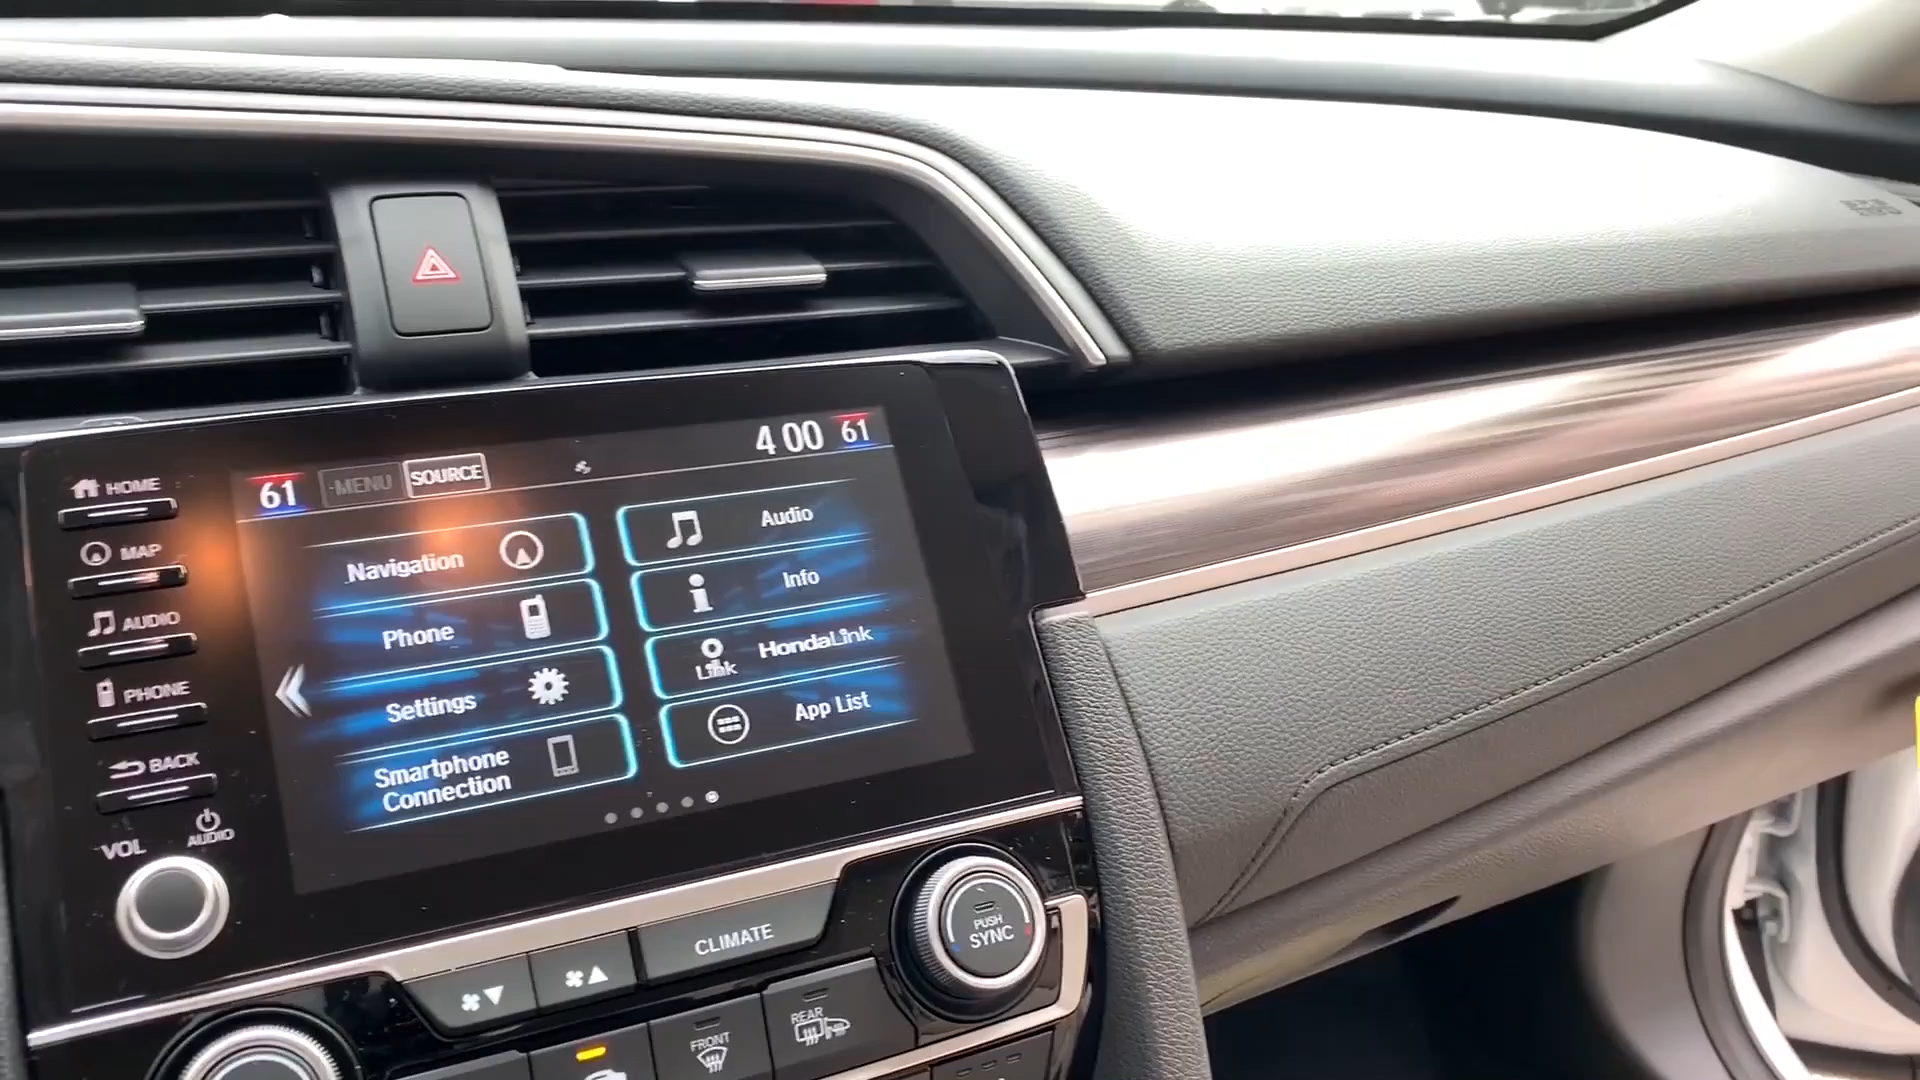 HOME
MAP
AUDIO
PHONE
BACK
VOL
AUDIO
61
MENU
SOURCE
4 00
61
Navigation
Audio
Phone
Info
Settings
Link
HondaLink
Smartphone
Connection
App List
CLIMATE
PUSH
SYNC
FRONT
REAR